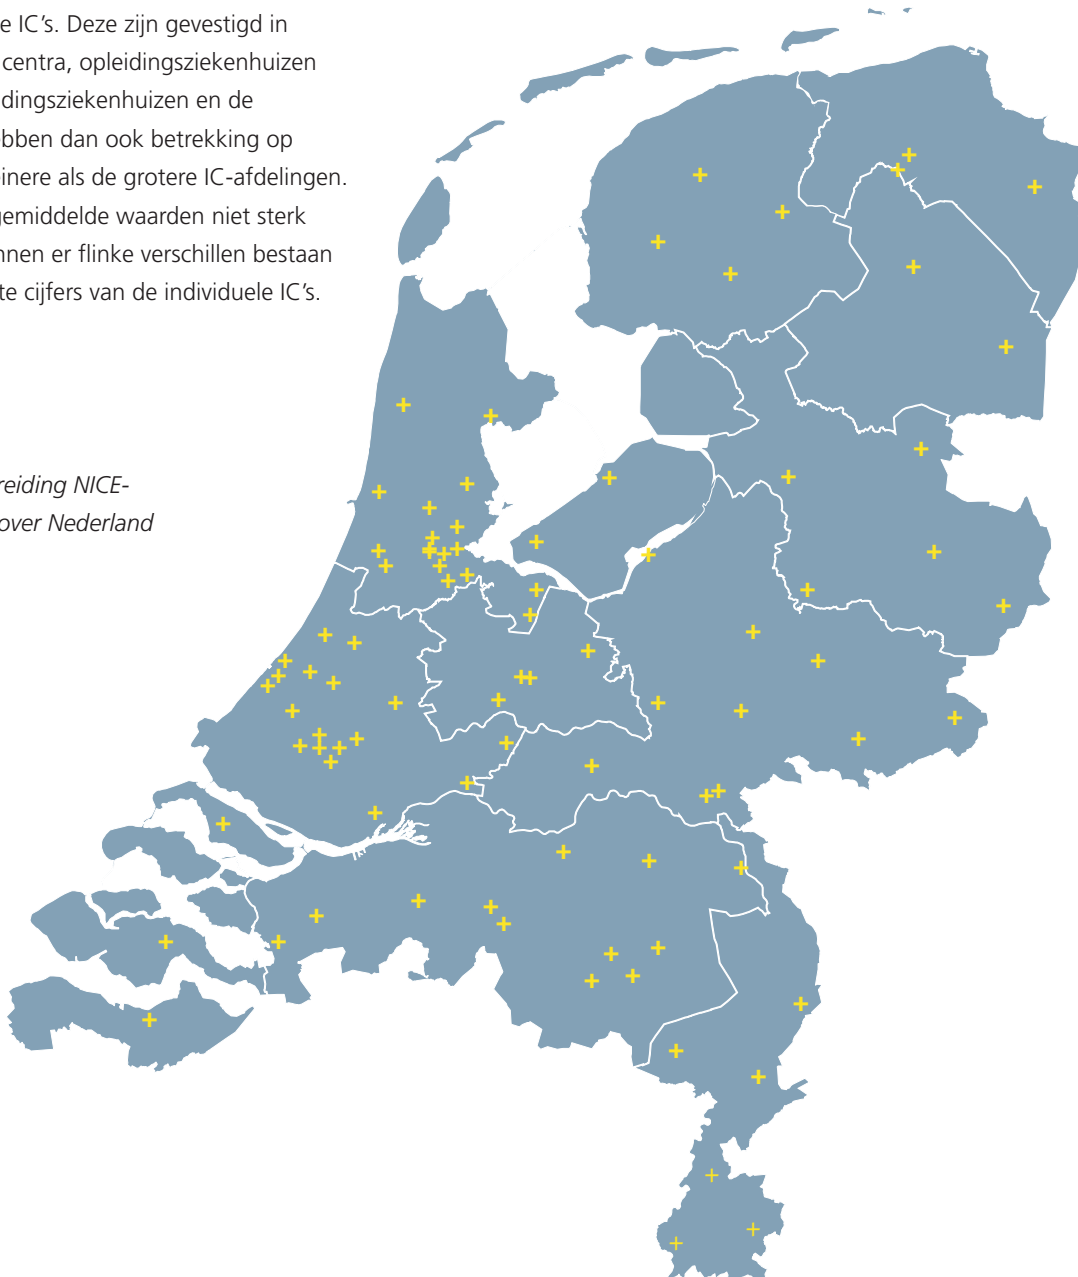 e IC’s. Deze zijn gevestigd in
centra, opleidingsziekenhuizen
dingsziekenhuizen en de
bben dan ook betrekking op
inere als de grotere IC-afdelingen.
gemiddelde waarden niet sterk
nnen er flinke verschillen bestaan
te cijfers van de individuele IC’s.
reiding NICE-
over Nederland